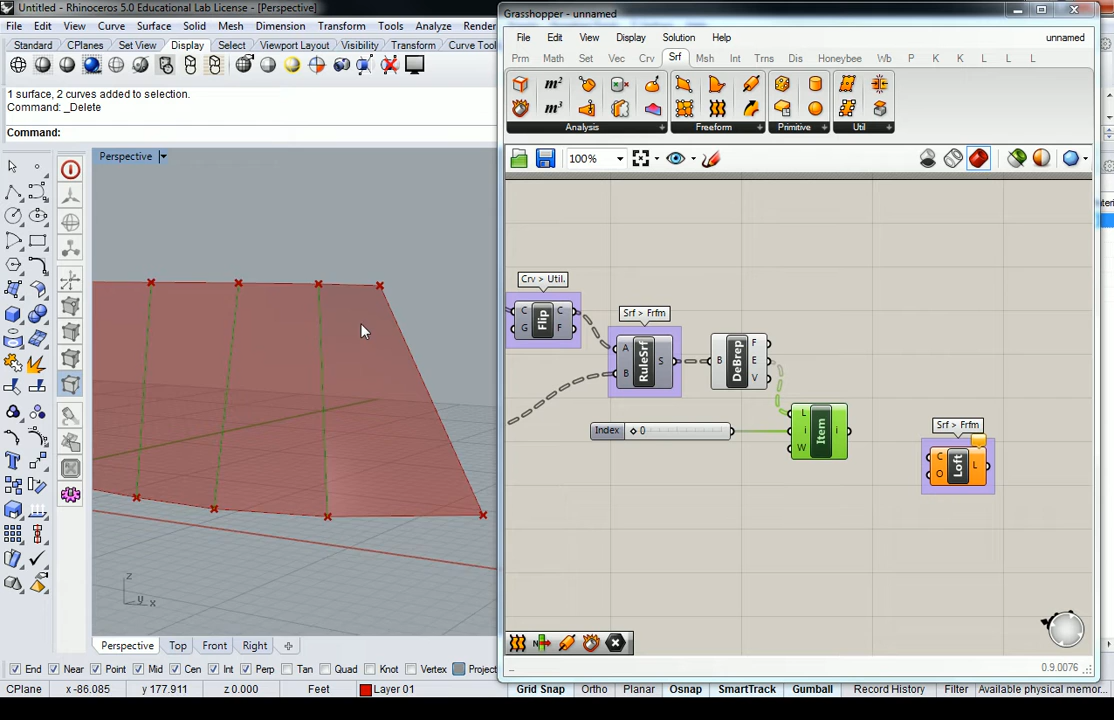 Untitled - Rhinoceros 5.0 Educational Lab License - [Perspective]
File Edit View Curve Surface Solid Mesh Dimension Transform Tools Analyze Render
Standard CPlanes Set View Display Select Viewport Layout Visibility Transform Curve Tool
1 surface, 2 curves added to selection.
Command: _Delete
Command:
Perspective
z
y x
Perspective Top Front Right
End Near Point Mid Cen Int Perp Tan Quad Knot Vertex Project
CPlane x -86.085 y 177.911 z 0.000 Feet Layer 01 Grid Snap Ortho Planar Osnap SmartTrack Gumball Record History Filter Available physical memor...
Grasshopper - unnamed
File Edit View Display Solution Help unnamed
Prm Math Set Vec Crv Srf Msh Int Trns Dis Honeybee Wb P K K L L L
m² m³
Analysis Freeform Primitive Util
100%
Crv > Util.
C G Flip C F
Srf > Frfm
A B RuleSrf S
B DeBrep F E V
Index 0
L i W Item i
Srf > Frfm
C O Loft L
0.9.0076